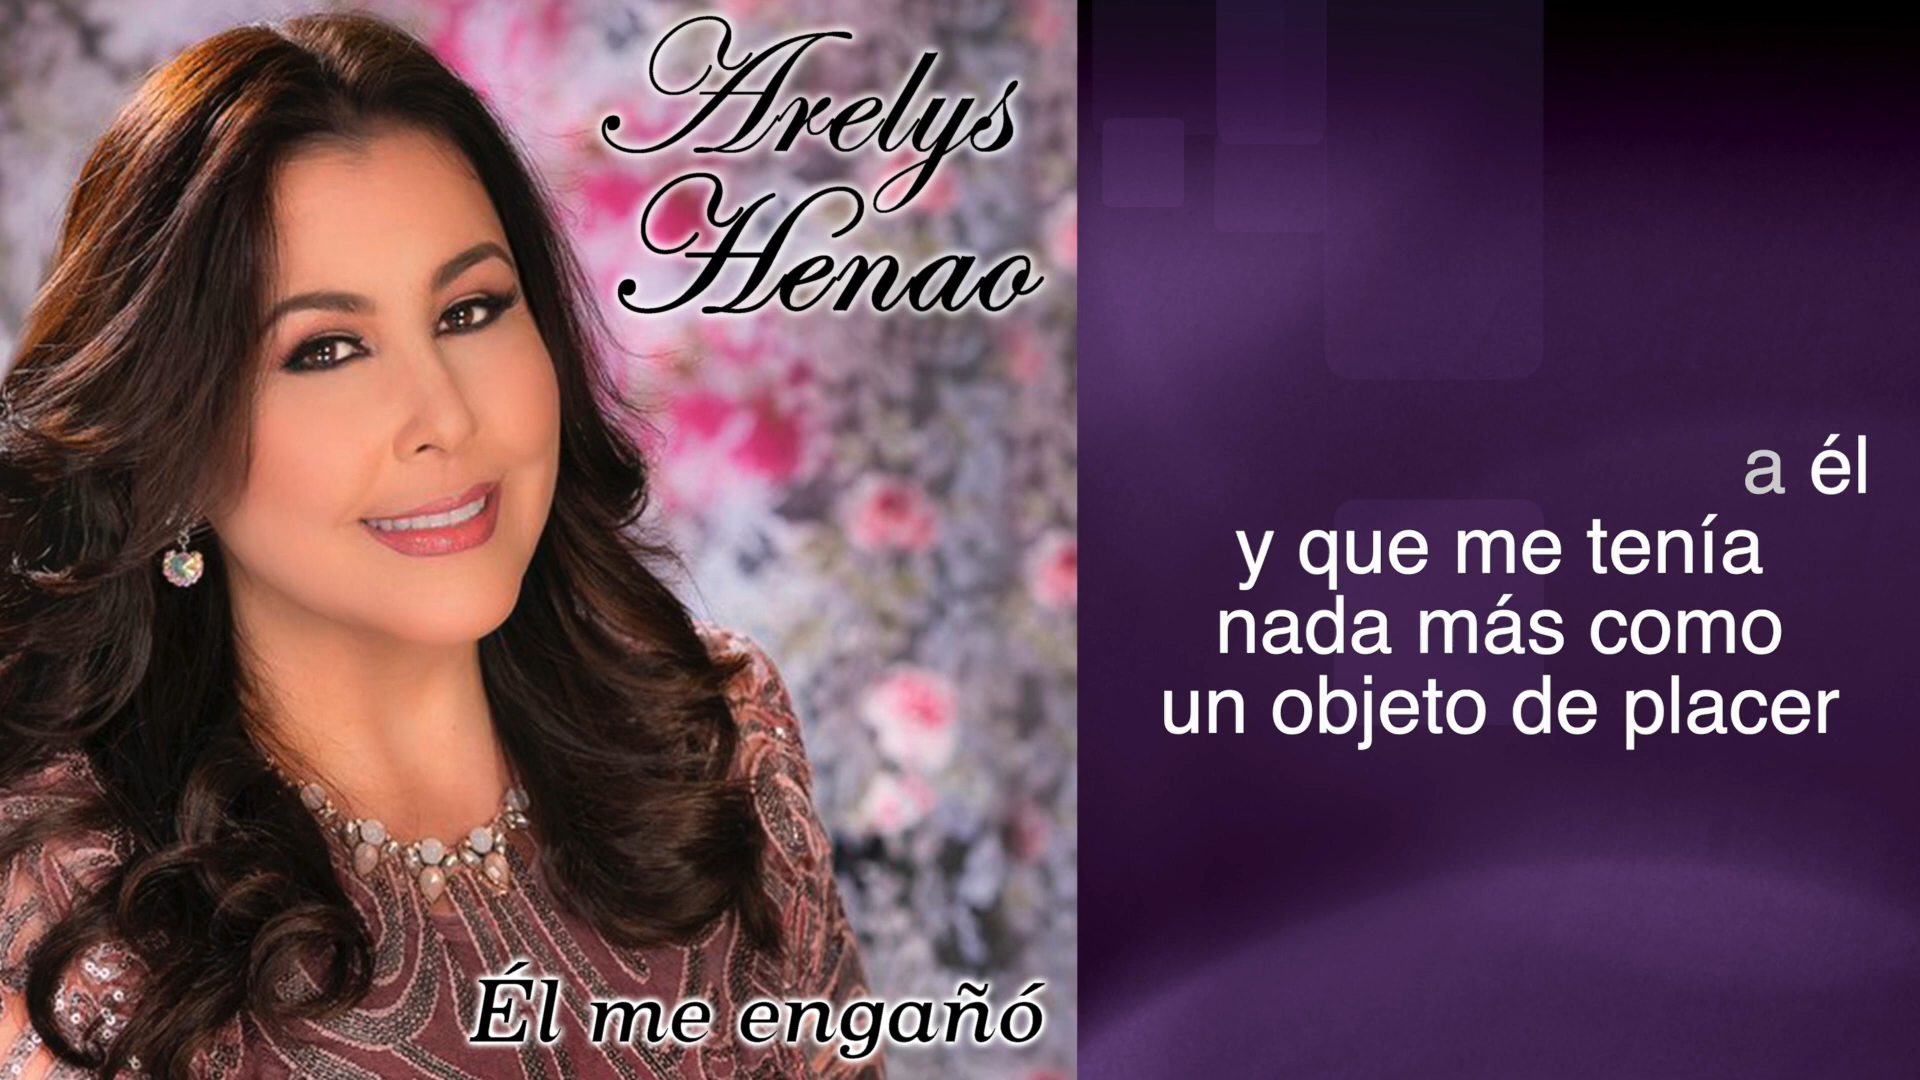 Arelys
Henao
Él me engañó
a él
y que me tenía
nada más como
un objeto de placer